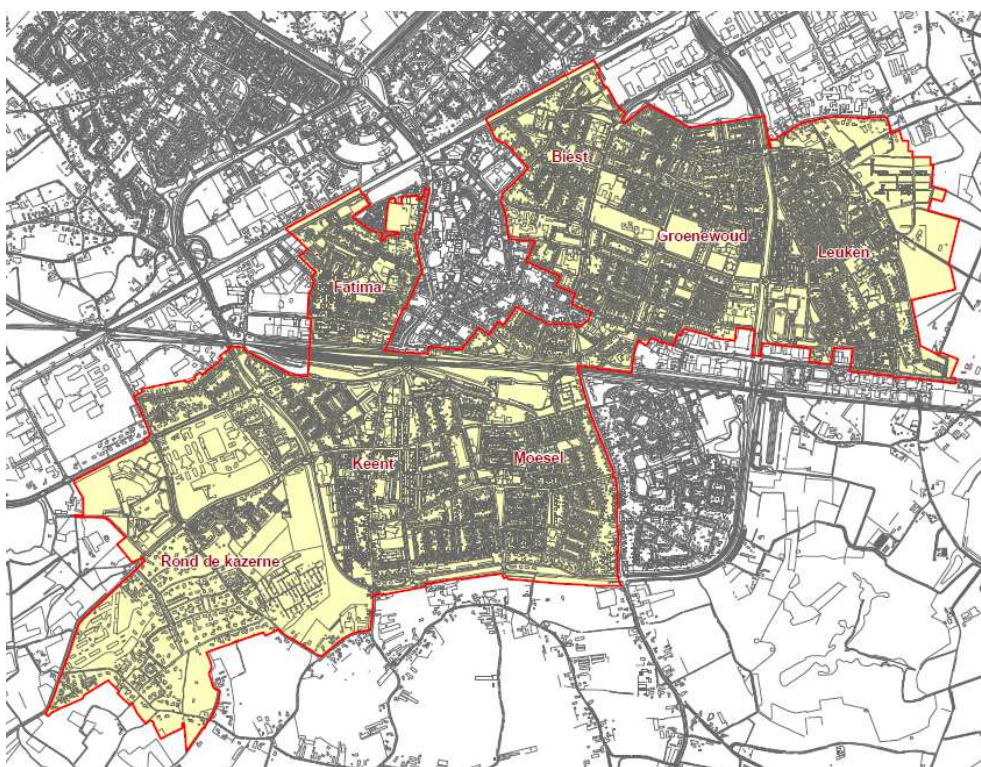 Biest
Groenewoud
Leuken
Fatima
Keent
Moesel
Rond de kazerne